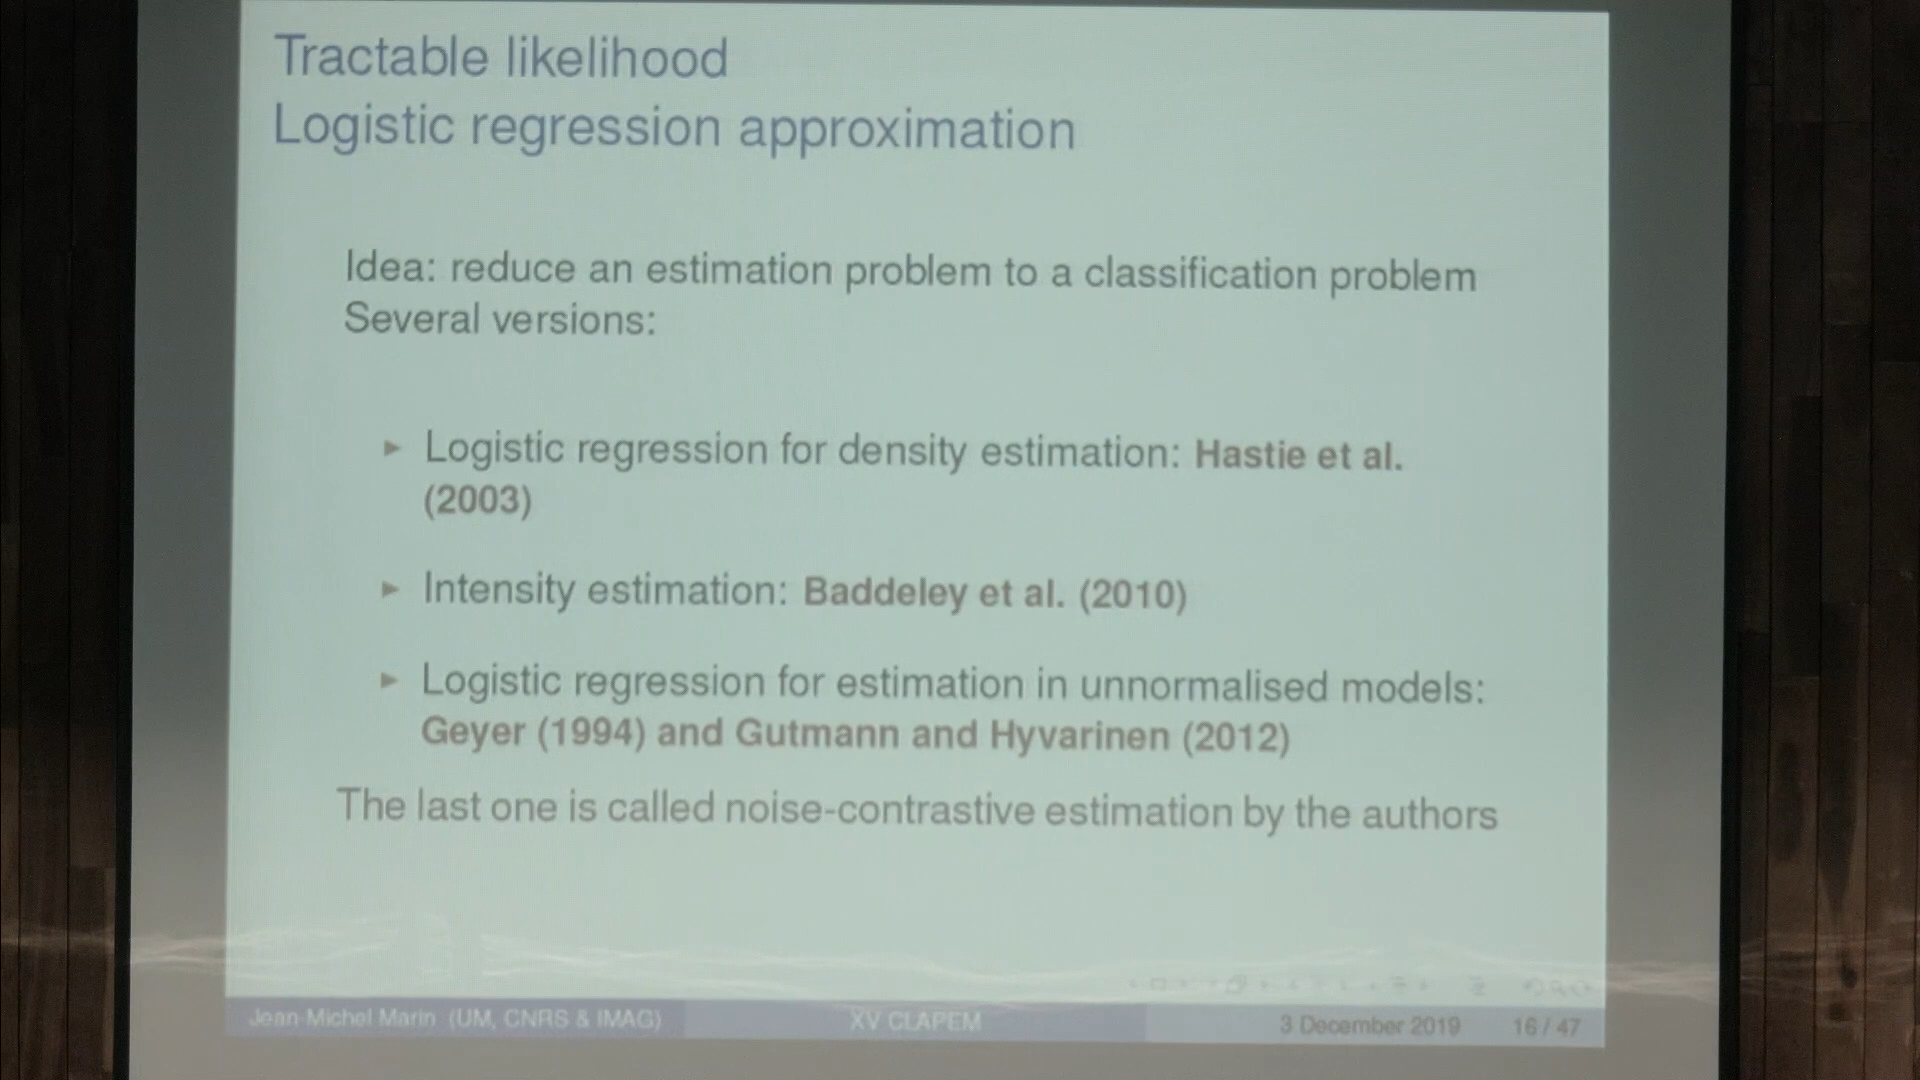 Tractable likelihood
Logistic regression approximation
Idea: reduce an estimation problem to a classification problem
Several versions:
Logistic regression for density estimation: Hastie et al.
(2003)
Intensity estimation: Baddeley et al. (2010)
Logistic regression for estimation in unnormalised models:
Geyer (1994) and Gutmann and Hyvarinen (2012)
The last one is called noise-contrastive estimation by the authors
Jean-Michel Marin (UM, CNRS & IMAG) XV CLAPEM 3 December 2019 16 / 47